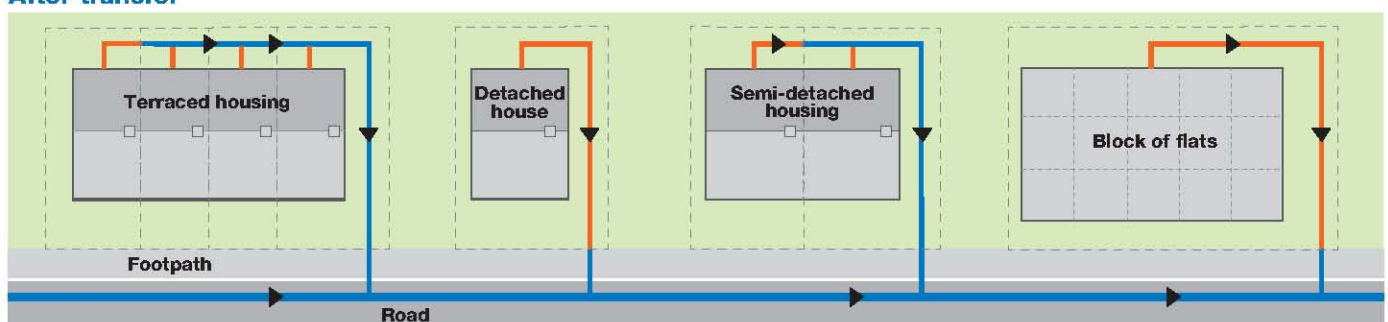 After transfer
Terraced housing
Detached
house
Semi-detached
housing
Block of flats
Footpath
Road